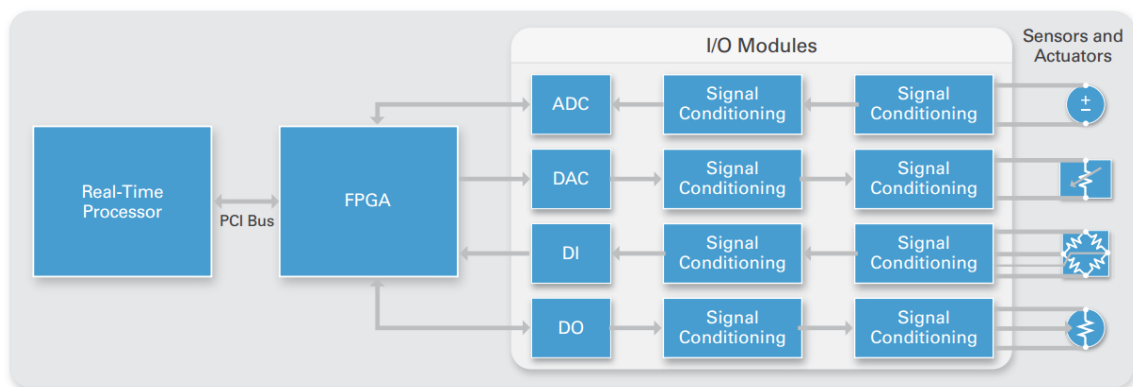 I/O Modules
Sensors and
Actuators
Real-Time
Processor
PCI Bus
FPGA
ADC
Signal
Conditioning
Signal
Conditioning
±
DAC
Signal
Conditioning
Signal
Conditioning
DI
Signal
Conditioning
Signal
Conditioning
DO
Signal
Conditioning
Signal
Conditioning